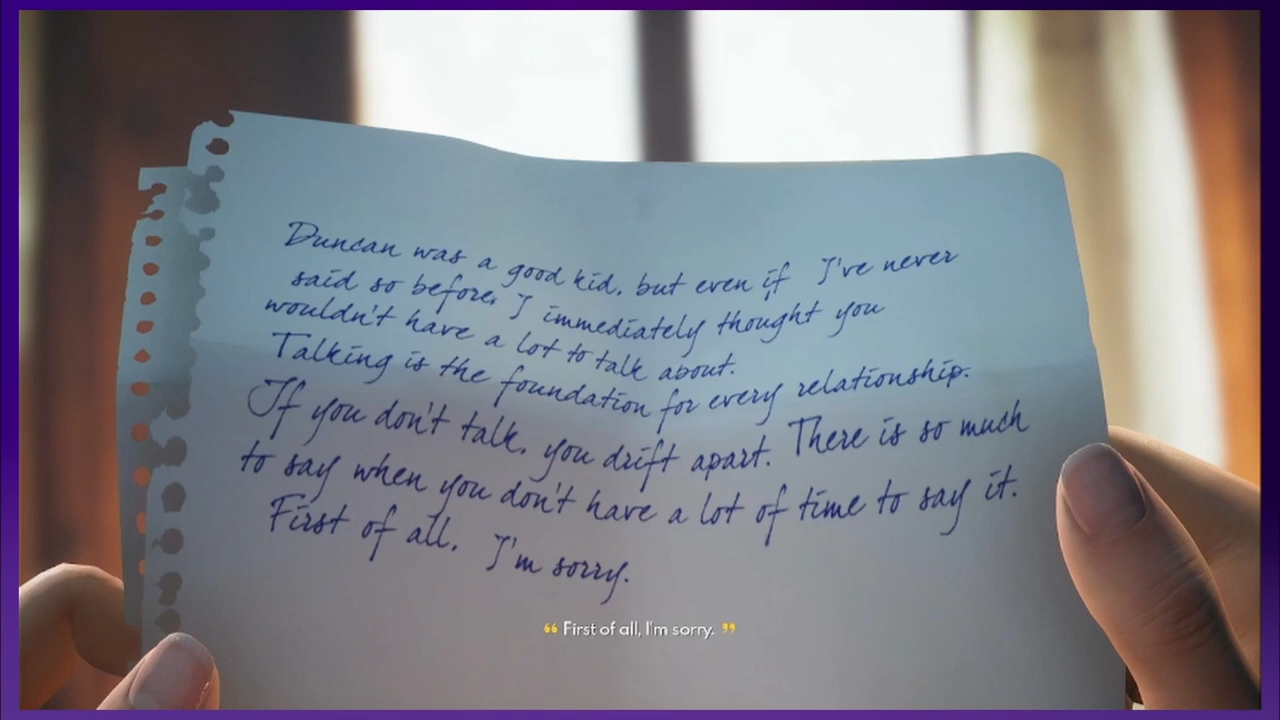 Duncan was a good kid, but even if I've never
said so before, I immediately thought you
wouldn't have a lot to talk about.
Talking is the foundation for every relationship.
If you don't talk, you drift apart. There is so much
to say when you don't have a lot of time to say it.
First of all, I'm sorry.
“ First of all, I'm sorry. ”